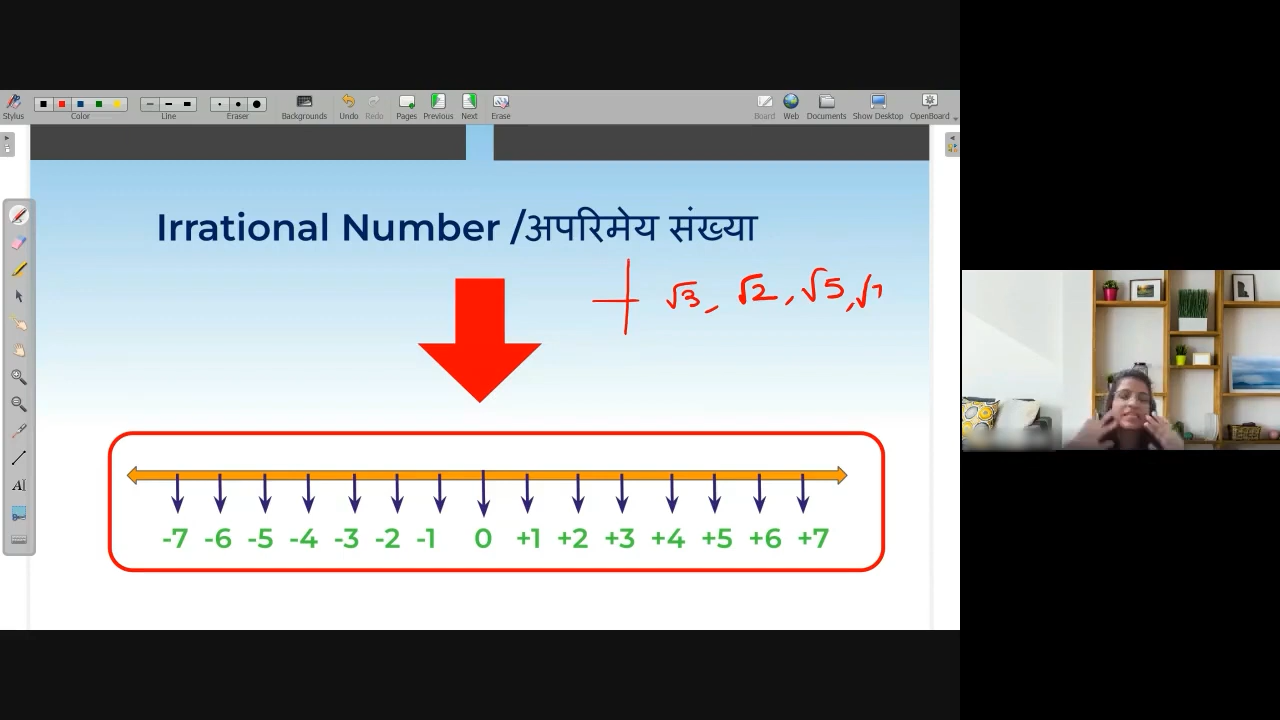 Stylus Color Line Eraser Backgrounds Undo Redo Pages Previous Next Erase Board Web Documents Show Desktop OpenBoard
Irrational Number /अपरिमेय संख्या
√3, √2, √5, √7
-7 -6 -5 -4 -3 -2 -1 0 +1 +2 +3 +4 +5 +6 +7